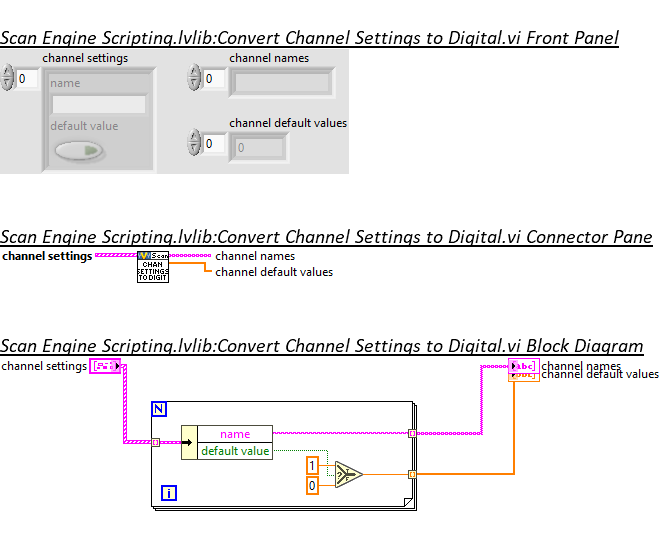 Scan Engine Scripting.lvlib:Convert Channel Settings to Digital.vi Front Panel
channel settings
channel names
0
name
0
default value
channel default values
0
0
Scan Engine Scripting.lvlib:Convert Channel Settings to Digital.vi Connector Pane
channel settings
Scan
channel names
CHAN
SETTINGS
TO DIGIT
channel default values
Scan Engine Scripting.lvlib:Convert Channel Settings to Digital.vi Block Diagram
channel settings
abc
channel names
channel default values
N
name
default value
1
0
?
T
F
i